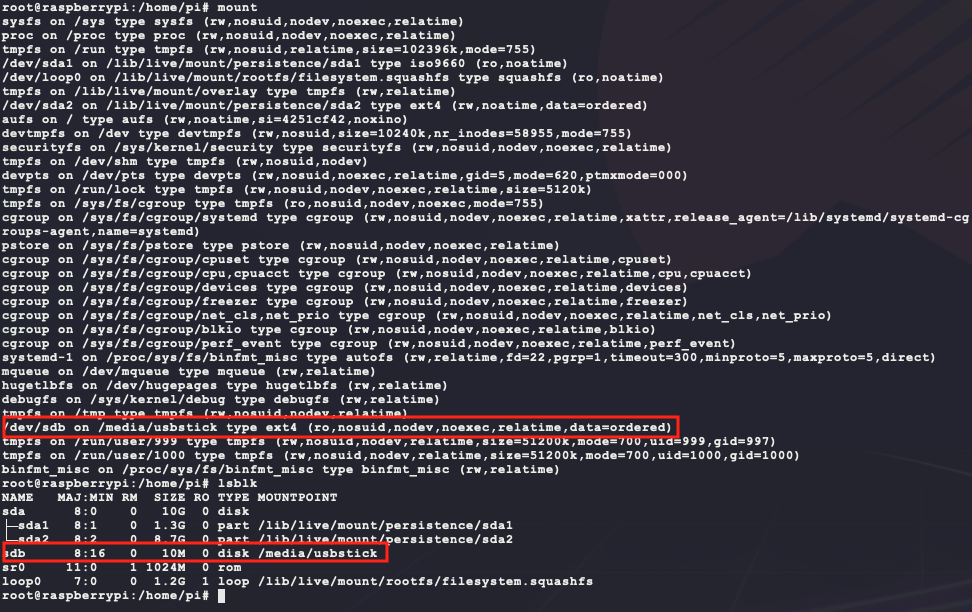 root@raspberrypi:/home/pi# mount
sysfs on /sys type sysfs (rw,nosuid,nodev,noexec,relatime)
proc on /proc type proc (rw,nosuid,nodev,noexec,relatime)
tmpfs on /run type tmpfs (rw,nosuid,relatime,size=102396k,mode=755)
/dev/sda1 on /lib/live/mount/persistence/sda1 type iso9660 (ro,noatime)
/dev/loop0 on /lib/live/mount/rootfs/filesystem.squashfs type squashfs (ro,noatime)
tmpfs on /lib/live/mount/overlay type tmpfs (rw,relatime)
/dev/sda2 on /lib/live/mount/persistence/sda2 type ext4 (rw,noatime,data=ordered)
aufs on / type aufs (rw,noatime,si=4251cf42,noxino)
devtmpfs on /dev type devtmpfs (rw,nosuid,size=10240k,nr_inodes=58955,mode=755)
securityfs on /sys/kernel/security type securityfs (rw,nosuid,nodev,noexec,relatime)
tmpfs on /dev/shm type tmpfs (rw,nosuid,nodev)
devpts on /dev/pts type devpts (rw,nosuid,noexec,relatime,gid=5,mode=620,ptmxmode=000)
tmpfs on /run/lock type tmpfs (rw,nosuid,nodev,noexec,relatime,size=5120k)
tmpfs on /sys/fs/cgroup type tmpfs (ro,nosuid,nodev,noexec,mode=755)
cgroup on /sys/fs/cgroup/systemd type cgroup (rw,nosuid,nodev,noexec,relatime,xattr,release_agent=/lib/systemd/systemd-cg
roups-agent,name=systemd)
pstore on /sys/fs/pstore type pstore (rw,nosuid,nodev,noexec,relatime)
cgroup on /sys/fs/cgroup/cpuset type cgroup (rw,nosuid,nodev,noexec,relatime,cpuset)
cgroup on /sys/fs/cgroup/cpu,cpuacct type cgroup (rw,nosuid,nodev,noexec,relatime,cpu,cpuacct)
cgroup on /sys/fs/cgroup/devices type cgroup (rw,nosuid,nodev,noexec,relatime,devices)
cgroup on /sys/fs/cgroup/freezer type cgroup (rw,nosuid,nodev,noexec,relatime,freezer)
cgroup on /sys/fs/cgroup/net_cls,net_prio type cgroup (rw,nosuid,nodev,noexec,relatime,net_cls,net_prio)
cgroup on /sys/fs/cgroup/blkio type cgroup (rw,nosuid,nodev,noexec,relatime,blkio)
cgroup on /sys/fs/cgroup/perf_event type cgroup (rw,nosuid,nodev,noexec,relatime,perf_event)
systemd-1 on /proc/sys/fs/binfmt_misc type autofs (rw,relatime,fd=22,pgrp=1,timeout=300,minproto=5,maxproto=5,direct)
mqueue on /dev/mqueue type mqueue (rw,relatime)
hugetlbfs on /dev/hugepages type hugetlbfs (rw,relatime)
debugfs on /sys/kernel/debug type debugfs (rw,relatime)
tmpfs on /tmp type tmpfs (rw,nosuid,nodev,relatime)
/dev/sdb on /media/usbstick type ext4 (ro,nosuid,nodev,noexec,relatime,data=ordered)
tmpfs on /run/user/999 type tmpfs (rw,nosuid,nodev,relatime,size=51200k,mode=700,uid=999,gid=997)
tmpfs on /run/user/1000 type tmpfs (rw,nosuid,nodev,relatime,size=51200k,mode=700,uid=1000,gid=1000)
binfmt_misc on /proc/sys/fs/binfmt_misc type binfmt_misc (rw,relatime)
root@raspberrypi:/home/pi# lsblk
NAME   MAJ:MIN RM  SIZE RO TYPE MOUNTPOINT
sda      8:0    0   10G  0 disk
├─sda1   8:1    0  1.3G  0 part /lib/live/mount/persistence/sda1
└─sda2   8:2    0  8.7G  0 part /lib/live/mount/persistence/sda2
sdb      8:16   0   10M  0 disk /media/usbstick
sr0     11:0    1 1024M  0 rom
loop0    7:0    0  1.2G  1 loop /lib/live/mount/rootfs/filesystem.squashfs
root@raspberrypi:/home/pi#